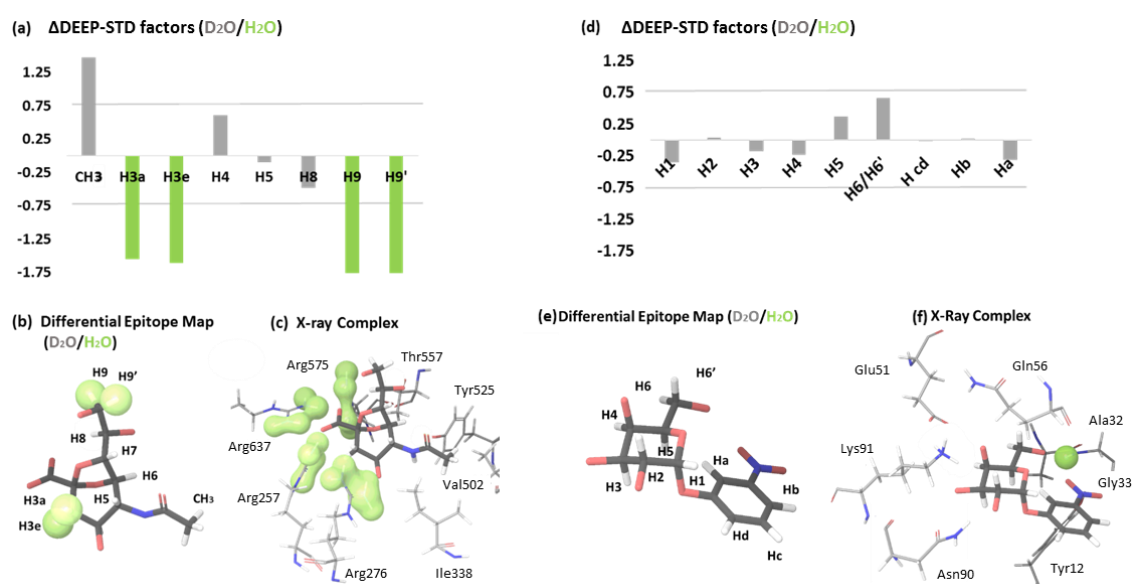 (a) ΔDEEP-STD factors (D₂O/H₂O)
1.25
0.75
0.25
-0.25
-0.75
-1.25
-1.75
CH3 H3a H3e H4 H5 H8 H9 H9'
(d) ΔDEEP-STD factors (D₂O/H₂O)
1.25
0.75
0.25
-0.25
-0.75
-1.25
-1.75
H1 H2 H3 H4 H5 H6/H6' H cd Hb Ha
(b) Differential Epitope Map
(D₂O/H₂O)
H9
H9'
H8
H7
H6
H3a
H5
H3e
CH₃
(c) X-ray Complex
Arg575
Thr557
Tyr525
Arg637
Val502
Arg257
Arg276
Ile338
(e) Differential Epitope Map (D₂O/H₂O)
H6
H6'
H4
H5
Ha
H3
H2
H1
Hb
Hd
Hc
(f) X-Ray Complex
Glu51
Gln56
Ala32
Lys91
Gly33
Asn90
Tyr12